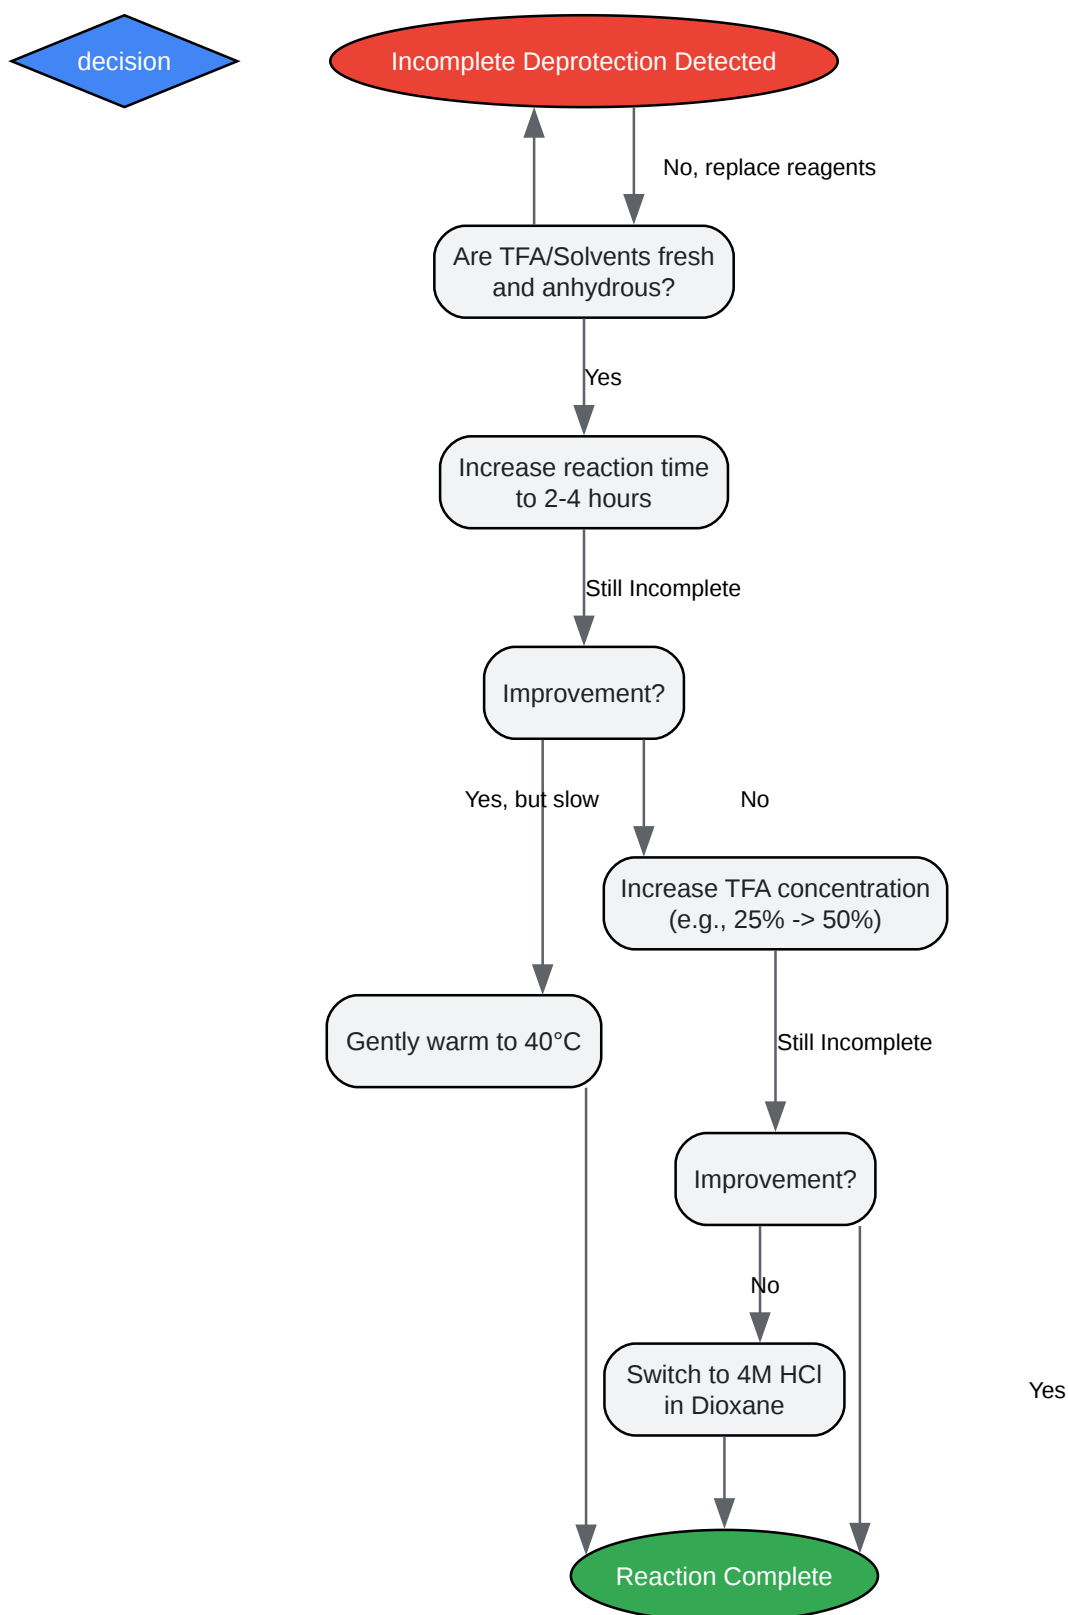 decision
Incomplete Deprotection Detected
No, replace reagents
Are TFA/Solvents fresh
and anhydrous?
Yes
Increase reaction time
to 2-4 hours
Still Incomplete
Improvement?
Yes, but slow
No
Increase TFA concentration
(e.g., 25% -> 50%)
Gently warm to 40°C
Still Incomplete
Improvement?
No
Switch to 4M HCl
in Dioxane
Yes
Reaction Complete